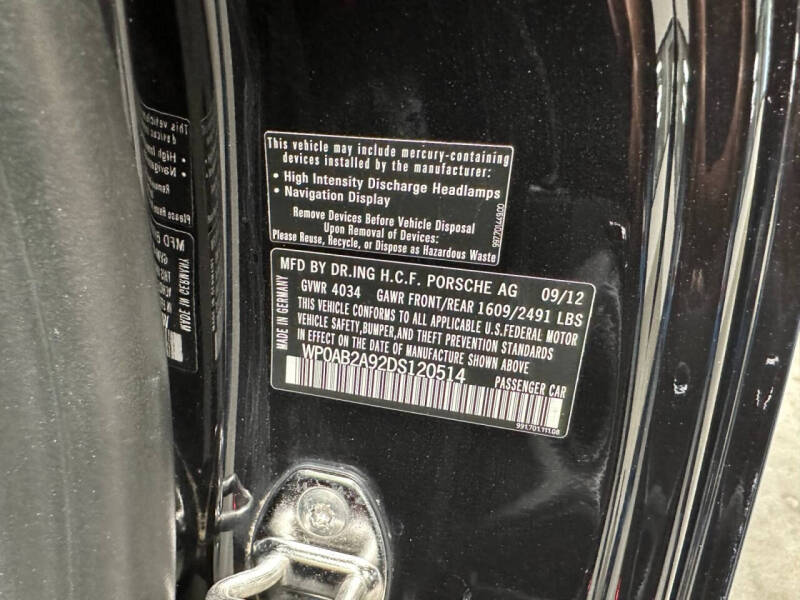 This vehicle may include mercury-containing
devices installed by the manufacturer:
• High Intensity Discharge Headlamps
• Navigation Display
Remove Devices Before Vehicle Disposal
Upon Removal of Devices:
Please Reuse, Recycle, or Dispose as Hazardous Waste
MFD BY DR.ING H.C.F. PORSCHE AG 09/12
GVWR 4034 GAWR FRONT/REAR 1609/2491 LBS
THIS VEHICLE CONFORMS TO ALL APPLICABLE U.S.FEDERAL MOTOR
VEHICLE SAFETY,BUMPER,AND THEFT PREVENTION STANDARDS
IN EFFECT ON THE DATE OF MANUFACTURE SHOWN ABOVE
WP0AB2A92DS120514 PASSENGER CAR
MADE IN GERMANY
991.701.111.08